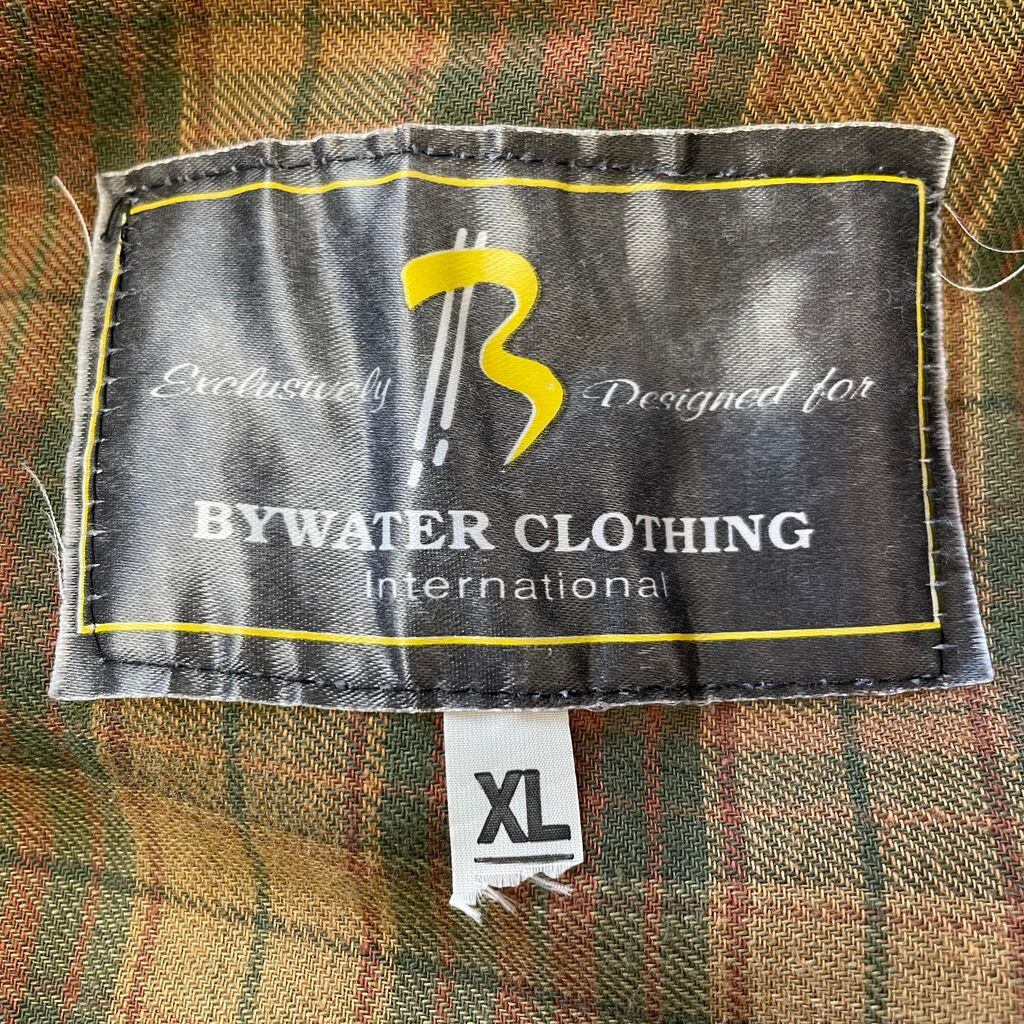 B
Exclusively Designed for
BYWATER CLOTHING
International
XL